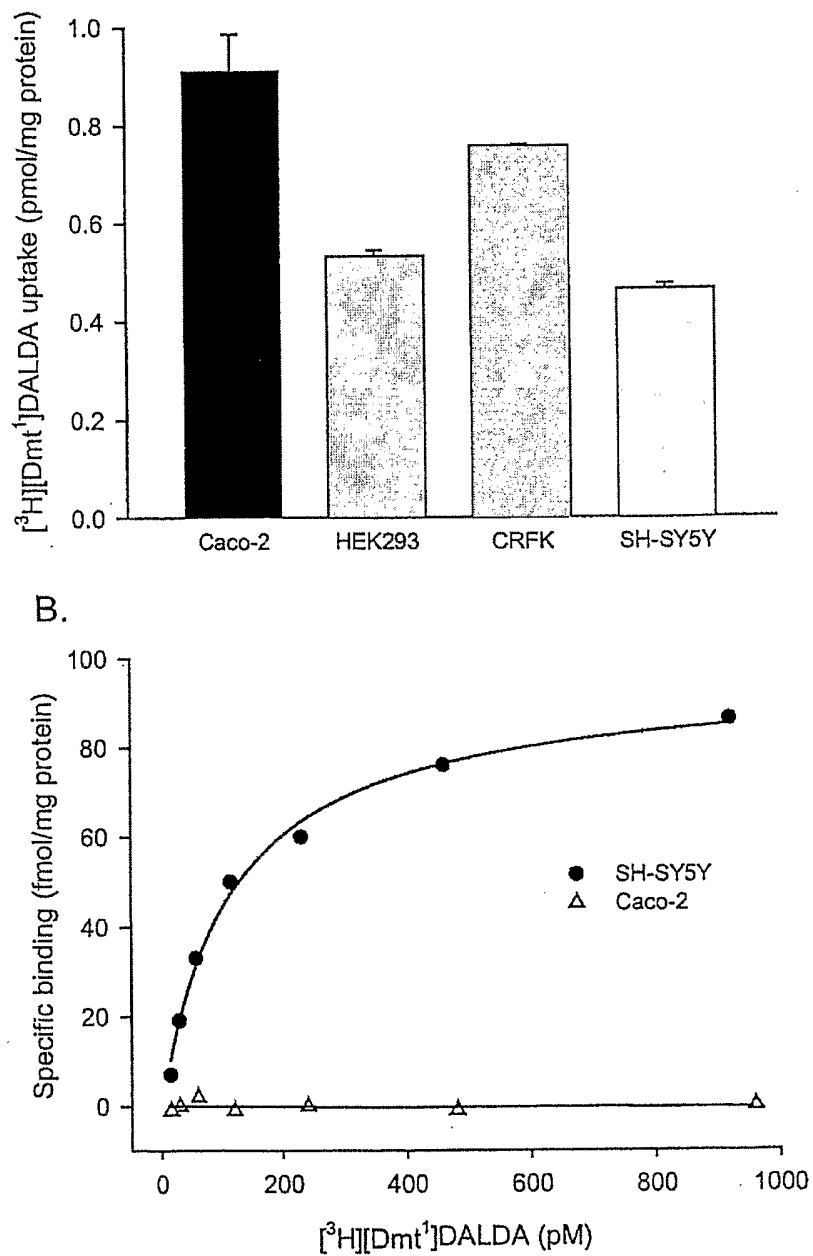 [³H][Dmt¹]DALDA uptake (pmol/mg protein)
1.0
0.8
0.6
0.4
0.2
0.0
Caco-2 HEK293 CRFK SH-SY5Y
B.
Specific binding (fmol/mg protein)
100
80
60
40
20
0
SH-SY5Y
Caco-2
0 200 400 600 800 1000
[³H][Dmt¹]DALDA (pM)